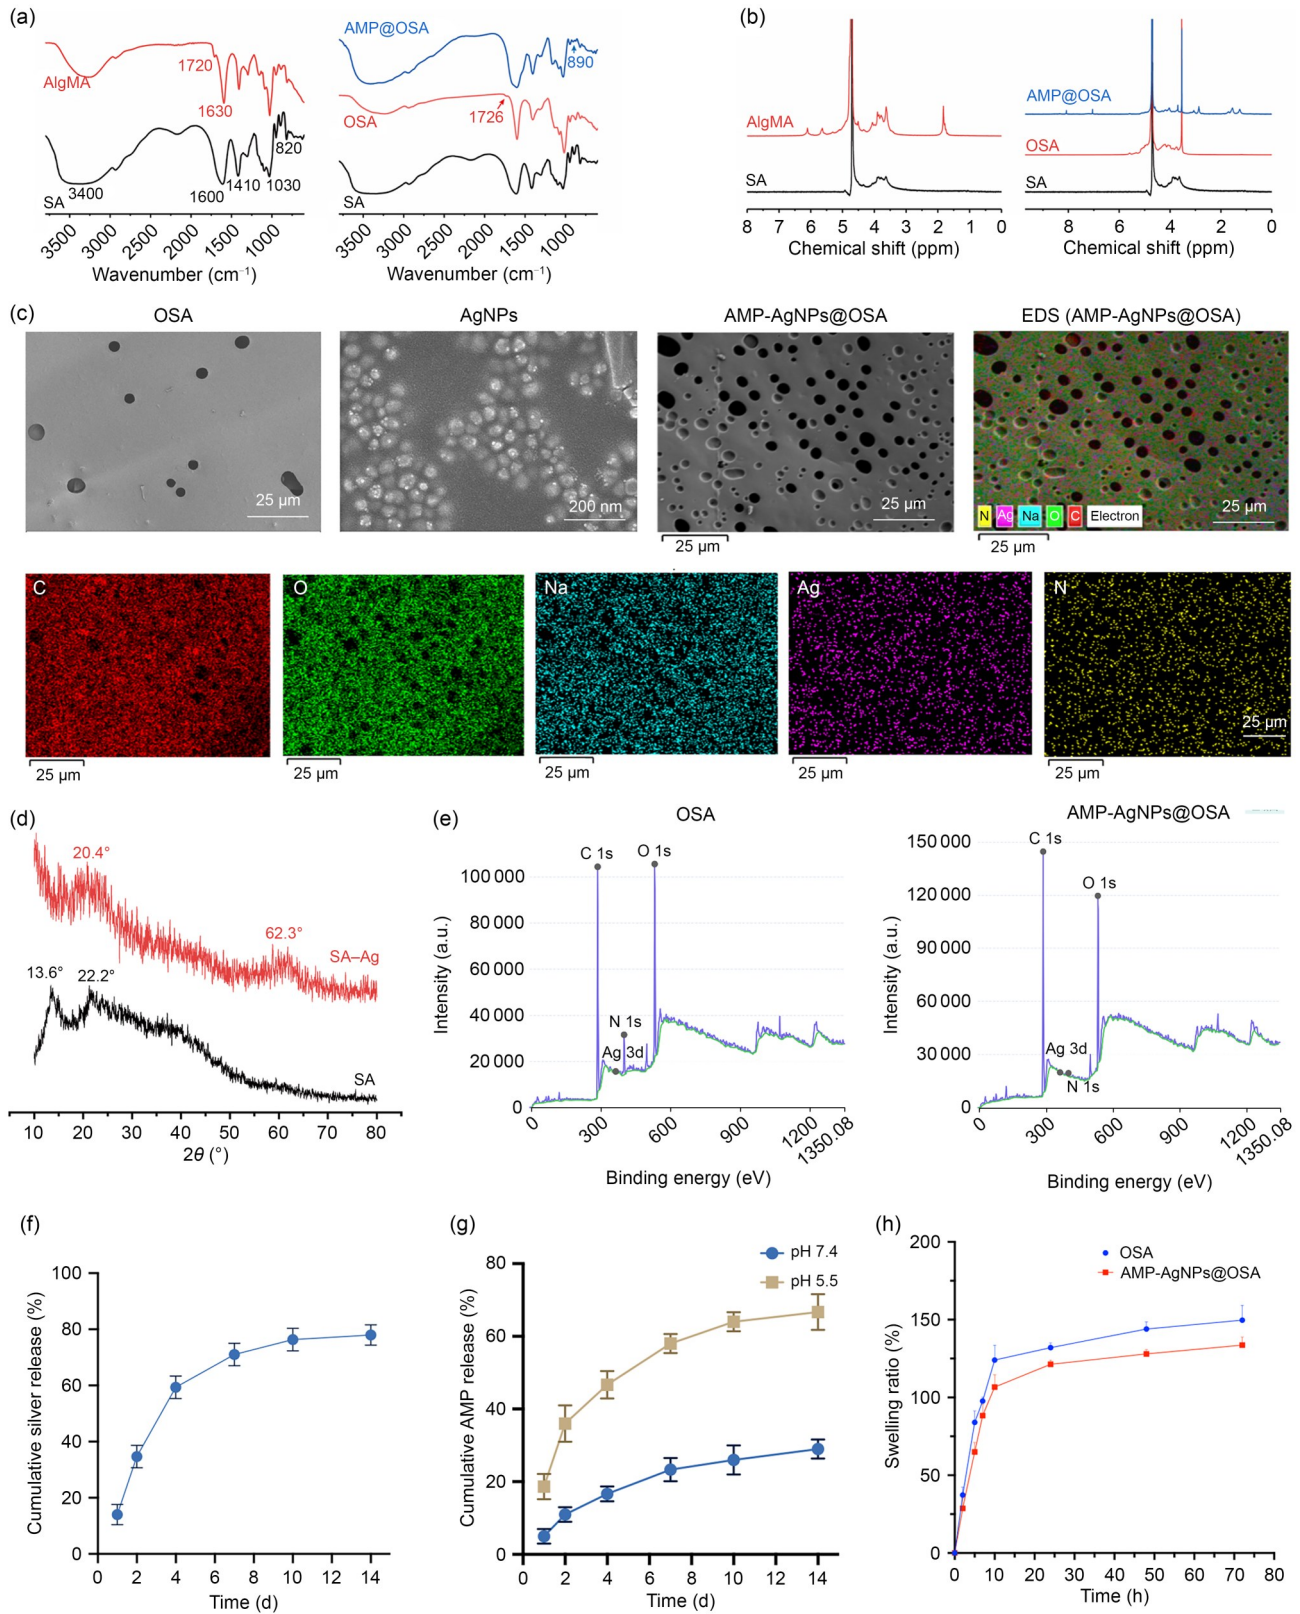 (a)
AMP@OSA
890
1720
AlgMA
1630
OSA
1726
820
3400
1600
1410
1030
SA
SA
3500 3000 2500 2000 1500 1000
3500 3000 2500 2000 1500 1000
Wavenumber (cm⁻¹)
Wavenumber (cm⁻¹)
(b)
AMP@OSA
AlgMA
OSA
SA
SA
8 7 6 5 4 3 2 1 0
8 6 4 2 0
Chemical shift (ppm)
Chemical shift (ppm)
(c)
OSA
AgNPs
AMP-AgNPs@OSA
EDS (AMP-AgNPs@OSA)
25 μm
200 nm
25 μm
25 μm
N Ag Na O C Electron
25 μm
25 μm
C
O
Na
Ag
N
25 μm
25 μm
25 μm
25 μm
25 μm
25 μm
(d)
20.4°
62.3°
SA–Ag
13.6°
22.2°
SA
10 20 30 40 50 60 70 80
2θ (°)
(e)
OSA
C 1s
O 1s
N 1s
Ag 3d
100 000
80 000
60 000
40 000
20 000
0
Intensity (a.u.)
0 300 600 900 1200 1350.08
Binding energy (eV)
AMP-AgNPs@OSA
C 1s
O 1s
Ag 3d
N 1s
150 000
120 000
90 000
60 000
30 000
0
Intensity (a.u.)
0 300 600 900 1200 1350.08
Binding energy (eV)
(f)
100
80
60
40
20
0
Cumulative silver release (%)
0 2 4 6 8 10 12 14
Time (d)
(g)
pH 7.4
pH 5.5
80
60
40
20
0
Cumulative AMP release (%)
0 2 4 6 8 10 12 14
Time (d)
(h)
OSA
AMP-AgNPs@OSA
200
150
100
50
0
Swelling ratio (%)
0 10 20 30 40 50 60 70 80
Time (h)